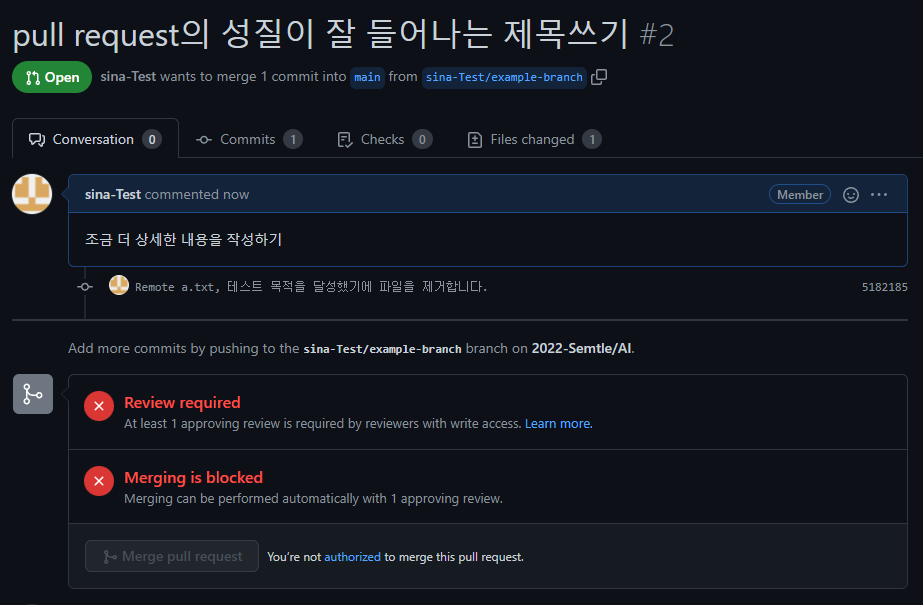 pull request의 성질이 잘 들어나는 제목쓰기 #2
Open sina-Test wants to merge 1 commit into main from sina-Test/example-branch
Conversation 0 Commits 1 Checks 0 Files changed 1
sina-Test commented now Member
조금 더 상세한 내용을 작성하기
Remote a.txt, 테스트 목적을 달성했기에 파일을 제거합니다. 5182185
Add more commits by pushing to the sina-Test/example-branch branch on 2022-Semtle/AI.
Review required
At least 1 approving review is required by reviewers with write access. Learn more.
Merging is blocked
Merging can be performed automatically with 1 approving review.
Merge pull request You're not authorized to merge this pull request.